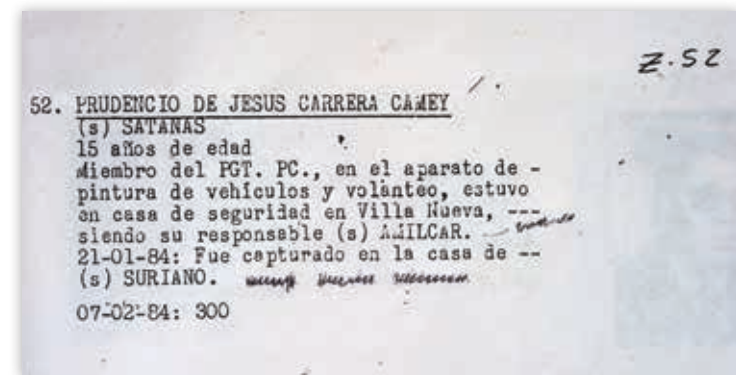 Z.52
52. PRUDENCIO DE JESUS CARRERA CAMEY
(s) SATANAS
15 años de edad
Miembro del PGT. PC., en el aparato de -
pintura de vehículos y volanteo, estuvo
en casa de seguridad en Villa Nueva, ---
siendo su responsable (s) AMILCAR.
21-01-84: Fue capturado en la casa de --
(s) SURIANO.
07-02-84: 300